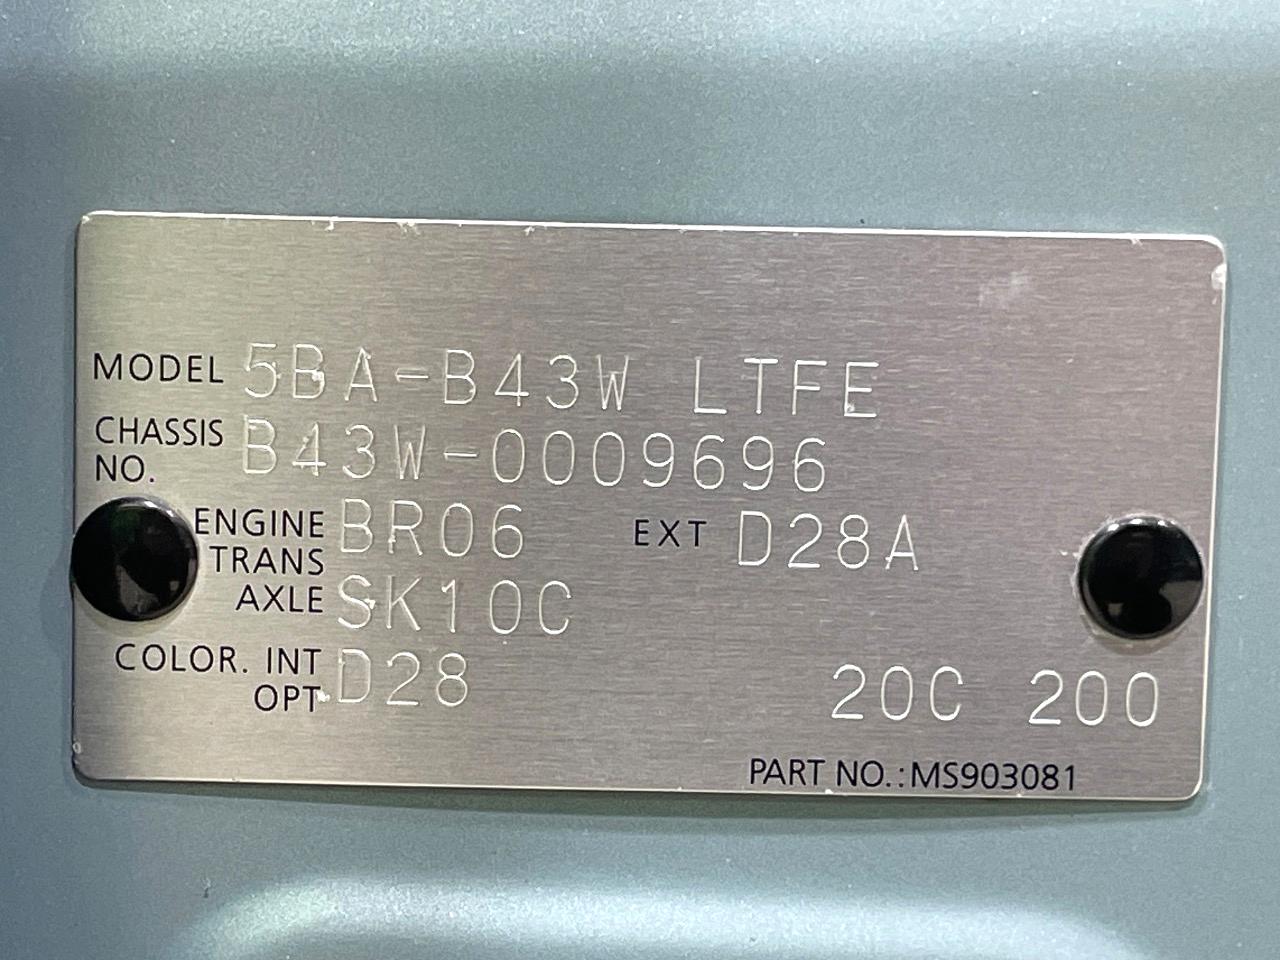 MODEL 5BA-B43W LTFE
CHASSIS NO. B43W-0009696
ENGINE BR06 EXT D28A
TRANS AXLE SK10C
COLOR. INT D28
OPT 20C 200
PART NO.:MS903081